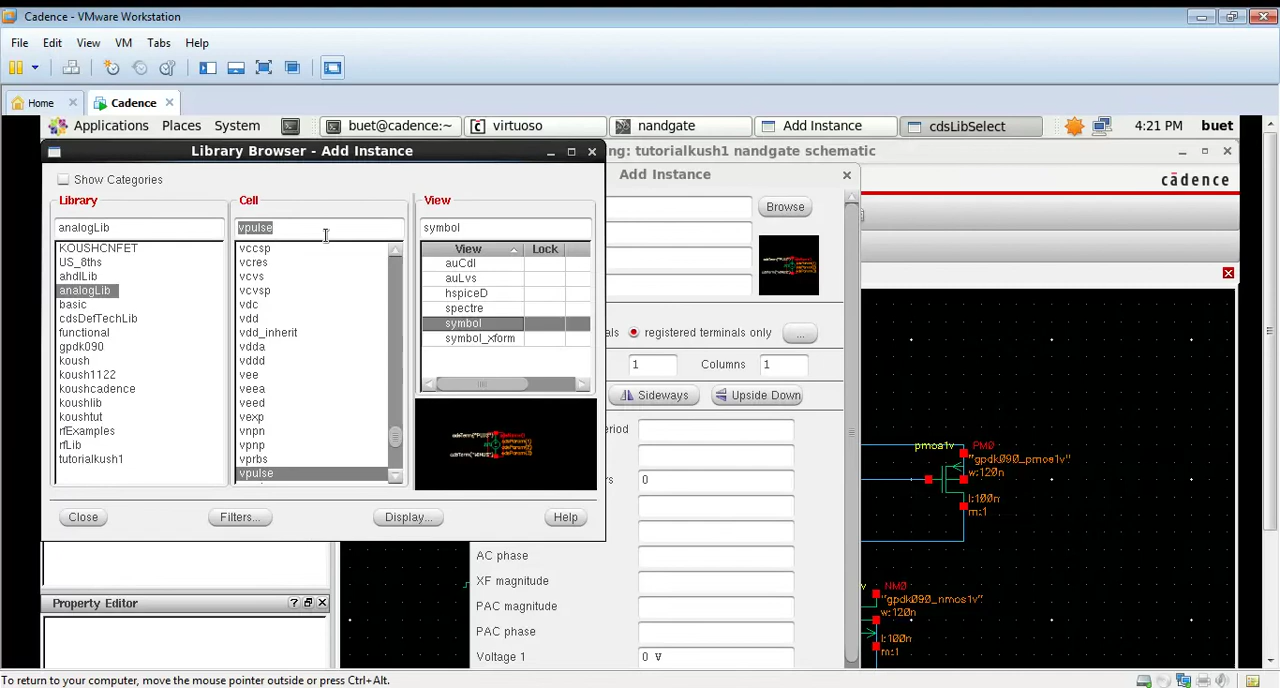 Cadence - VMware Workstation
File Edit View VM Tabs Help
Home Cadence
Applications Places System buet@cadence:~ virtuoso nandgate Add Instance cdsLibSelect 4:21 PM buet
Library Browser - Add Instance
ng: tutorialkush1 nandgate schematic
Show Categories
Add Instance
cādence
Library Cell View
analogLib vpulse symbol
Browse
KOUSHCNFET
US_8ths
ahdlLib
analogLib
basic
cdsDefTechLib
functional
gpdk090
koush
koush1122
koushcadence
koushlib
koushtut
rfExamples
rfLib
tutorialkush1
vccsp
vcres
vcvs
vcvsp
vdc
vdd
vdd_inherit
vdda
vddd
vee
veea
veed
vexp
vnpn
vpnp
vprbs
vpulse
View Lock
auCdl
auLvs
hspiceD
spectre
symbol
symbol_xform
als registered terminals only ...
1 Columns 1
Sideways Upside Down
eriod
rs 0
AC phase
XF magnitude
PAC magnitude
PAC phase
Voltage 1 0 V
Close Filters... Display... Help
Property Editor
pmos1v PM0
"gpdk090_pmos1v"
w:120n
l:100n
m:1
v NM0
"gpdk090_nmos1v"
w:120n
l:100n
m:1
To return to your computer, move the mouse pointer outside or press Ctrl+Alt.